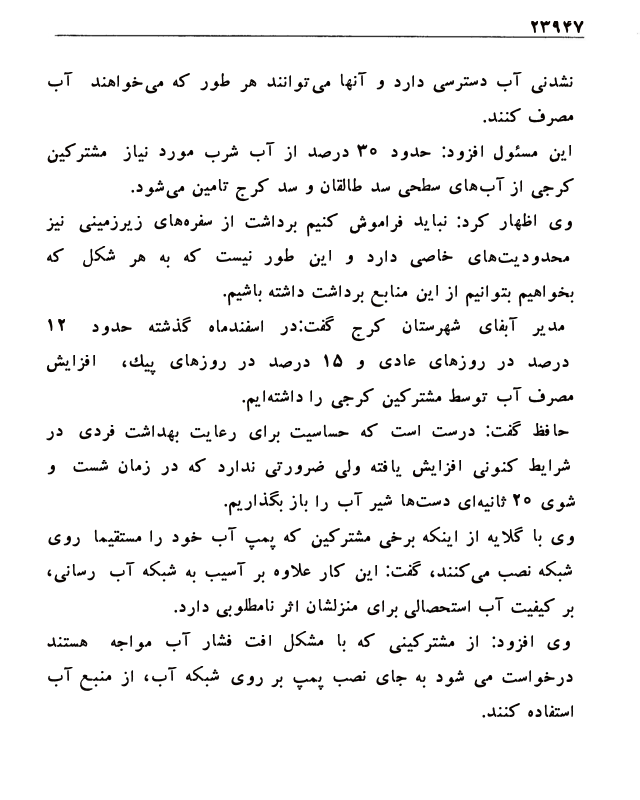 ۲۳۹۴۷
نشدنی آب دسترسی دارد و آنها می‌توانند هر طور که می‌خواهند آب
مصرف کنند.
این مسئول افزود: حدود ۳۰ درصد از آب شرب مورد نیاز مشترکین
کرجی از آب‌های سطحی سد طالقان و سد کرج تامین می‌شود.
وی اظهار کرد: نباید فراموش کنیم برداشت از سفره‌های زیرزمینی نیز
محدودیت‌های خاصی دارد و این طور نیست که به هر شکل که
بخواهیم بتوانیم از این منابع برداشت داشته باشیم.
مدیر آبفای شهرستان کرج گفت:در اسفندماه گذشته حدود ۱۲
درصد در روزهای عادی و ۱۵ درصد در روزهای پیك، افزایش
مصرف آب توسط مشترکین کرجی را داشته‌ایم.
حافظ گفت: درست است که حساسیت برای رعایت بهداشت فردی در
شرایط کنونی افزایش یافته ولی ضرورتی ندارد که در زمان شست و
شوی ۲۰ ثانیه‌ای دست‌ها شیر آب را باز بگذاریم.
وی با گلایه از اینکه برخی مشترکین که پمپ آب خود را مستقیما روی
شبکه نصب می‌کنند، گفت: این کار علاوه بر آسیب به شبکه آب رسانی،
بر کیفیت آب استحصالی برای منزلشان اثر نامطلوبی دارد.
وی افزود: از مشترکینی که با مشکل افت فشار آب مواجه هستند
درخواست می شود به جای نصب پمپ بر روی شبکه آب، از منبع آب
استفاده کنند.